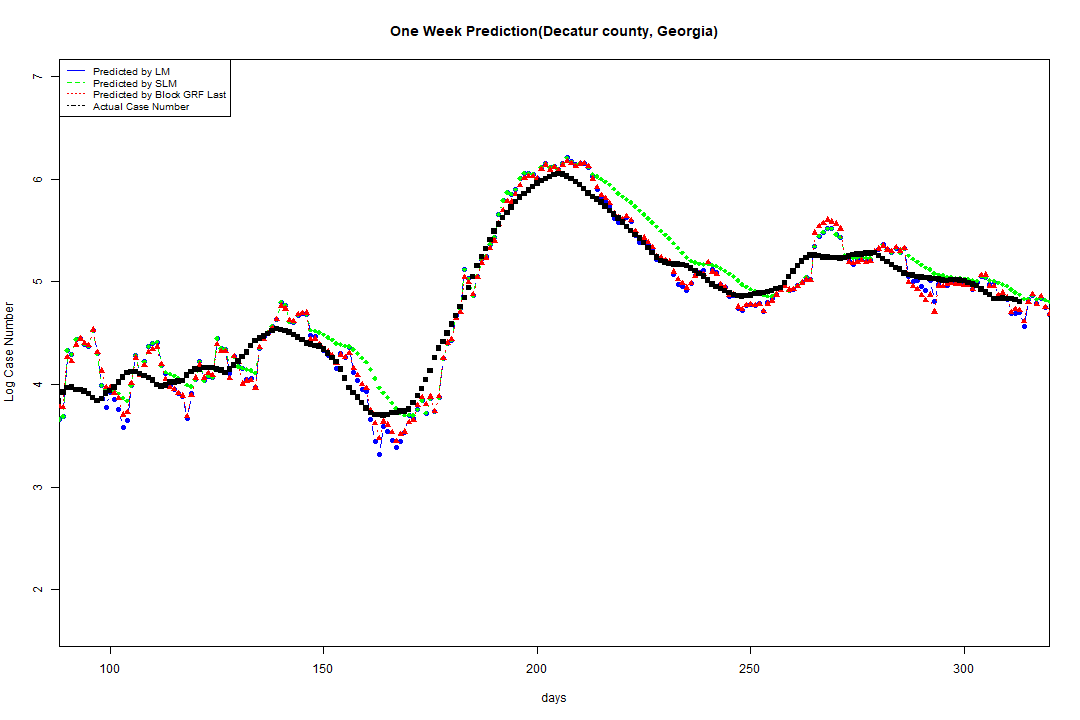 One Week Prediction(Decatur county, Georgia)
Predicted by LM
Predicted by SLM
Predicted by Block GRF Last
Actual Case Number
Log Case Number
7
6
5
4
3
2
100 150 200 250 300
days